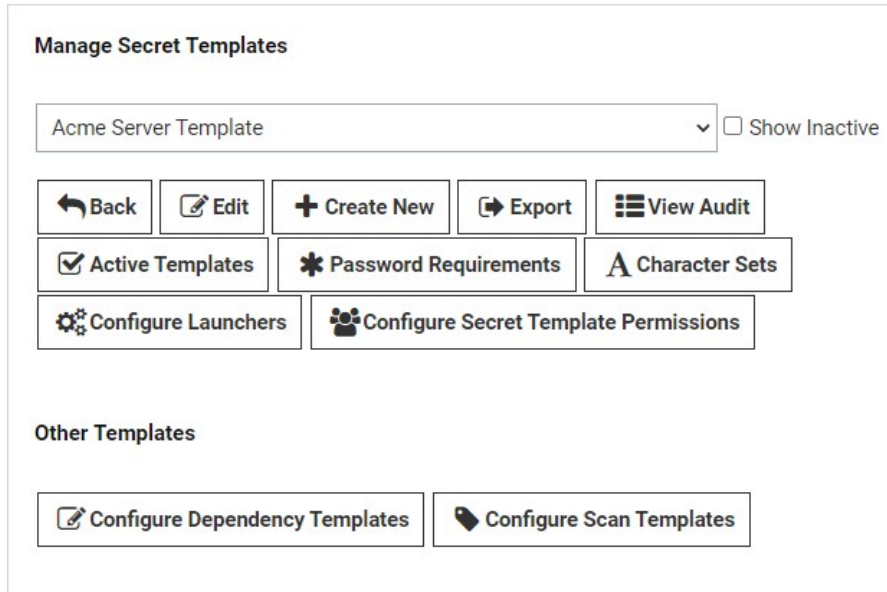 Manage Secret Templates
Acme Server Template Show Inactive
Back Edit Create New Export View Audit
Active Templates Password Requirements A Character Sets
Configure Launchers Configure Secret Template Permissions
Other Templates
Configure Dependency Templates Configure Scan Templates